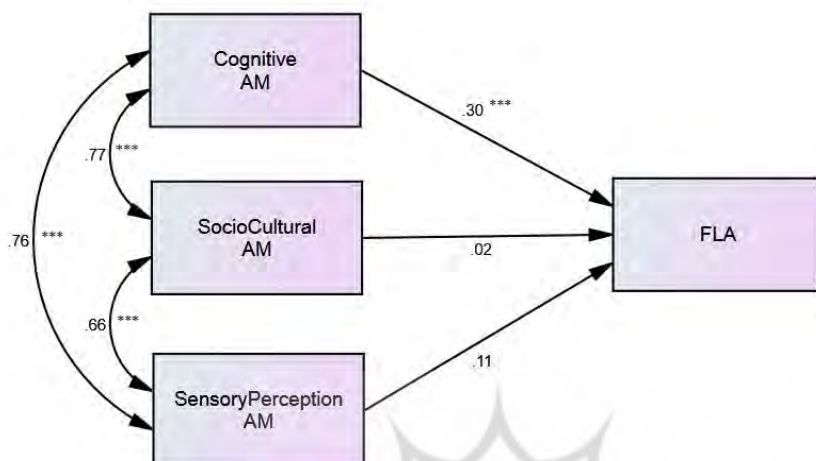 Cognitive
AM
.30 ***
.77 ***
SocioCultural
AM
FLA
.76 ***
.02
.66 ***
.11
SensoryPerception
AM